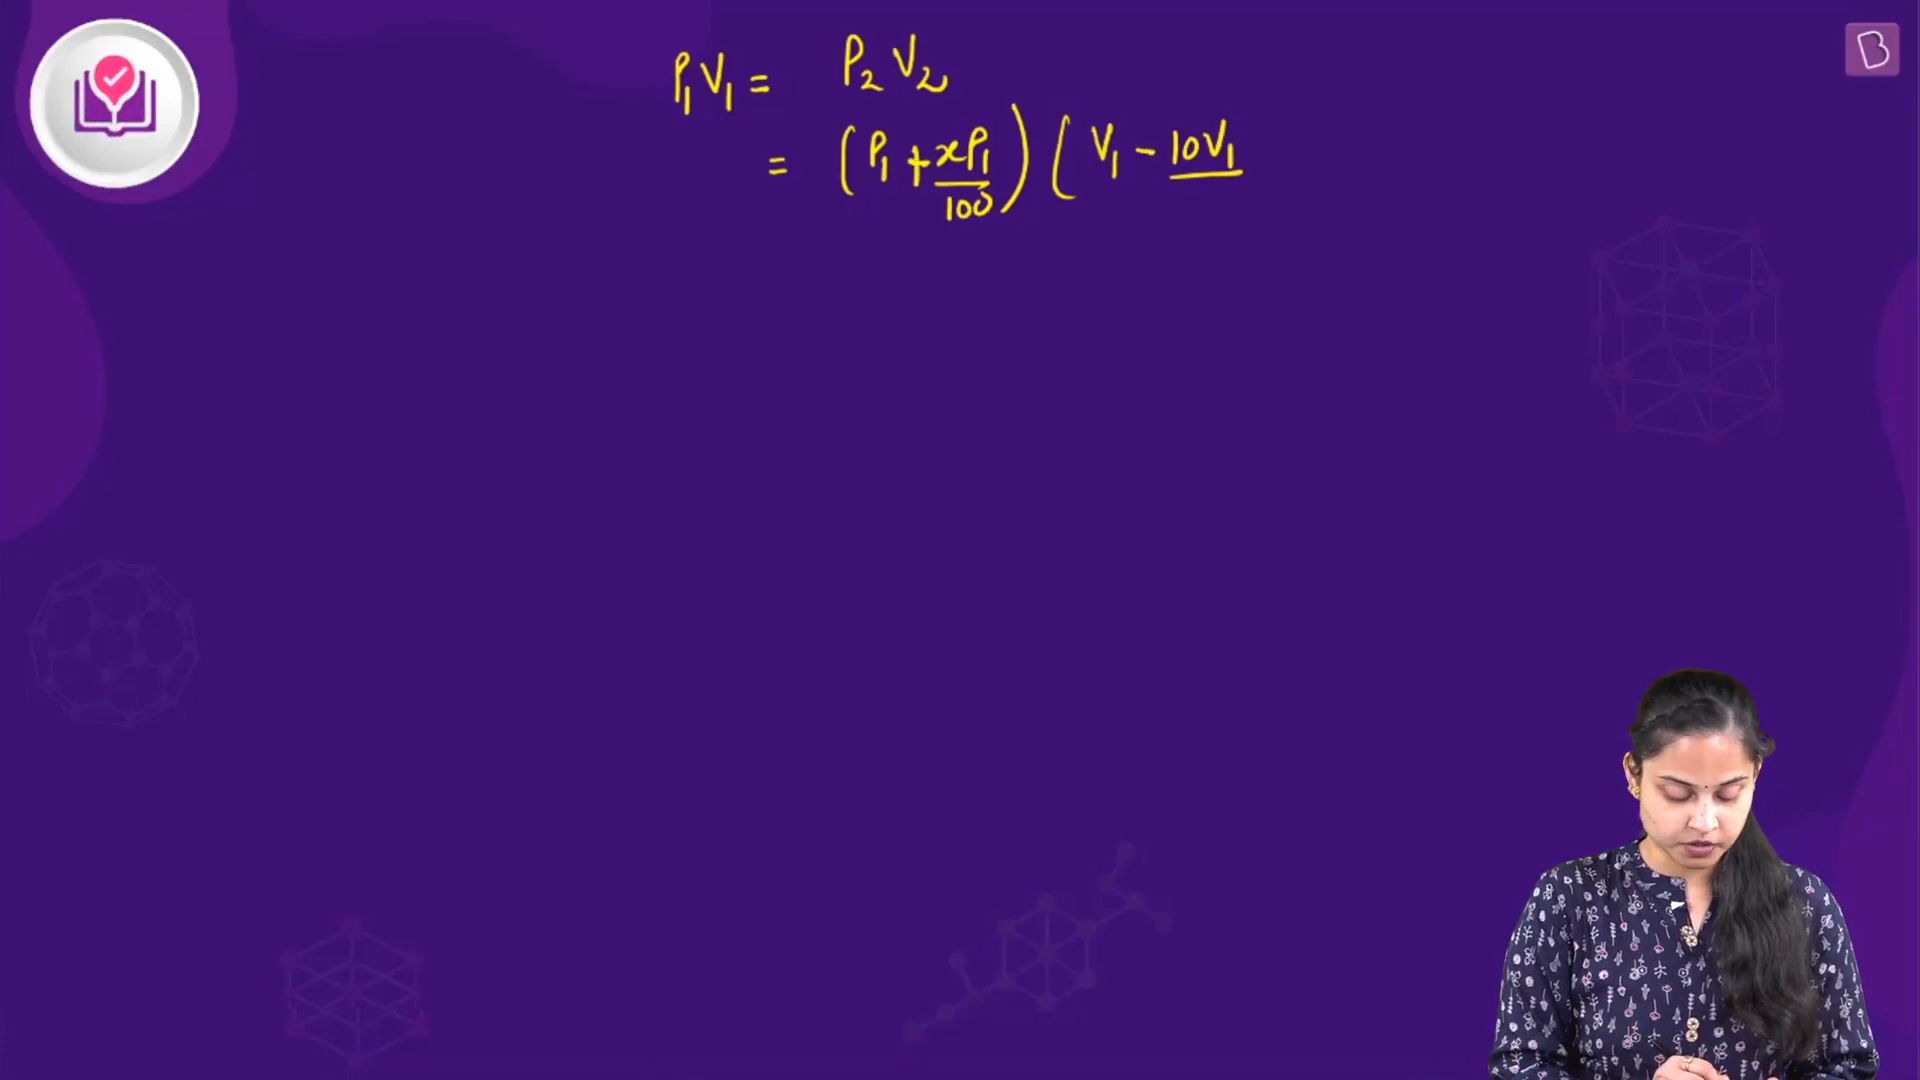 P₁V₁ = P₂V₂
= (P₁ + xP₁/100) (V₁ - 10V₁
B